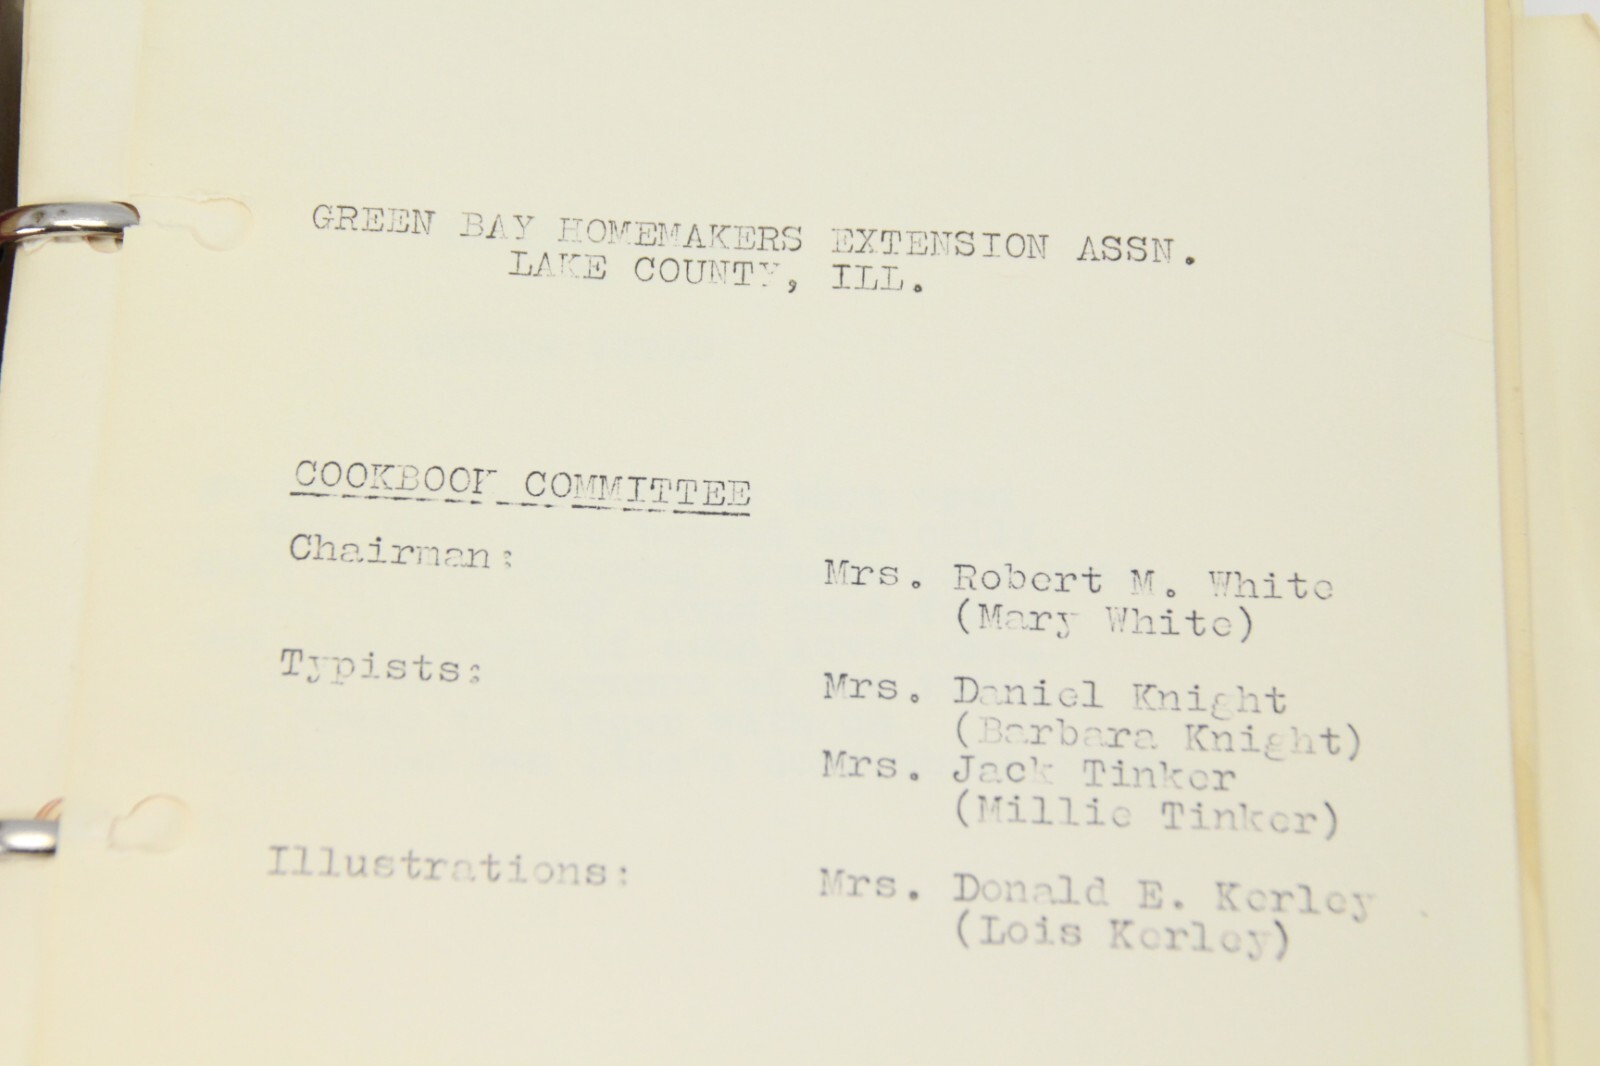 GREEN BAY HOMEMAKERS EXTENSION ASSN.
LAKE COUNTY, ILL.
COOKBOOK COMMITTEE
Chairman:
Mrs. Robert M. White
(Mary White)
Typists:
Mrs. Daniel Knight
(Barbara Knight)
Mrs. Jack Tinker
(Millie Tinker)
Illustrations:
Mrs. Donald E. Kerley
(Lois Kerley)